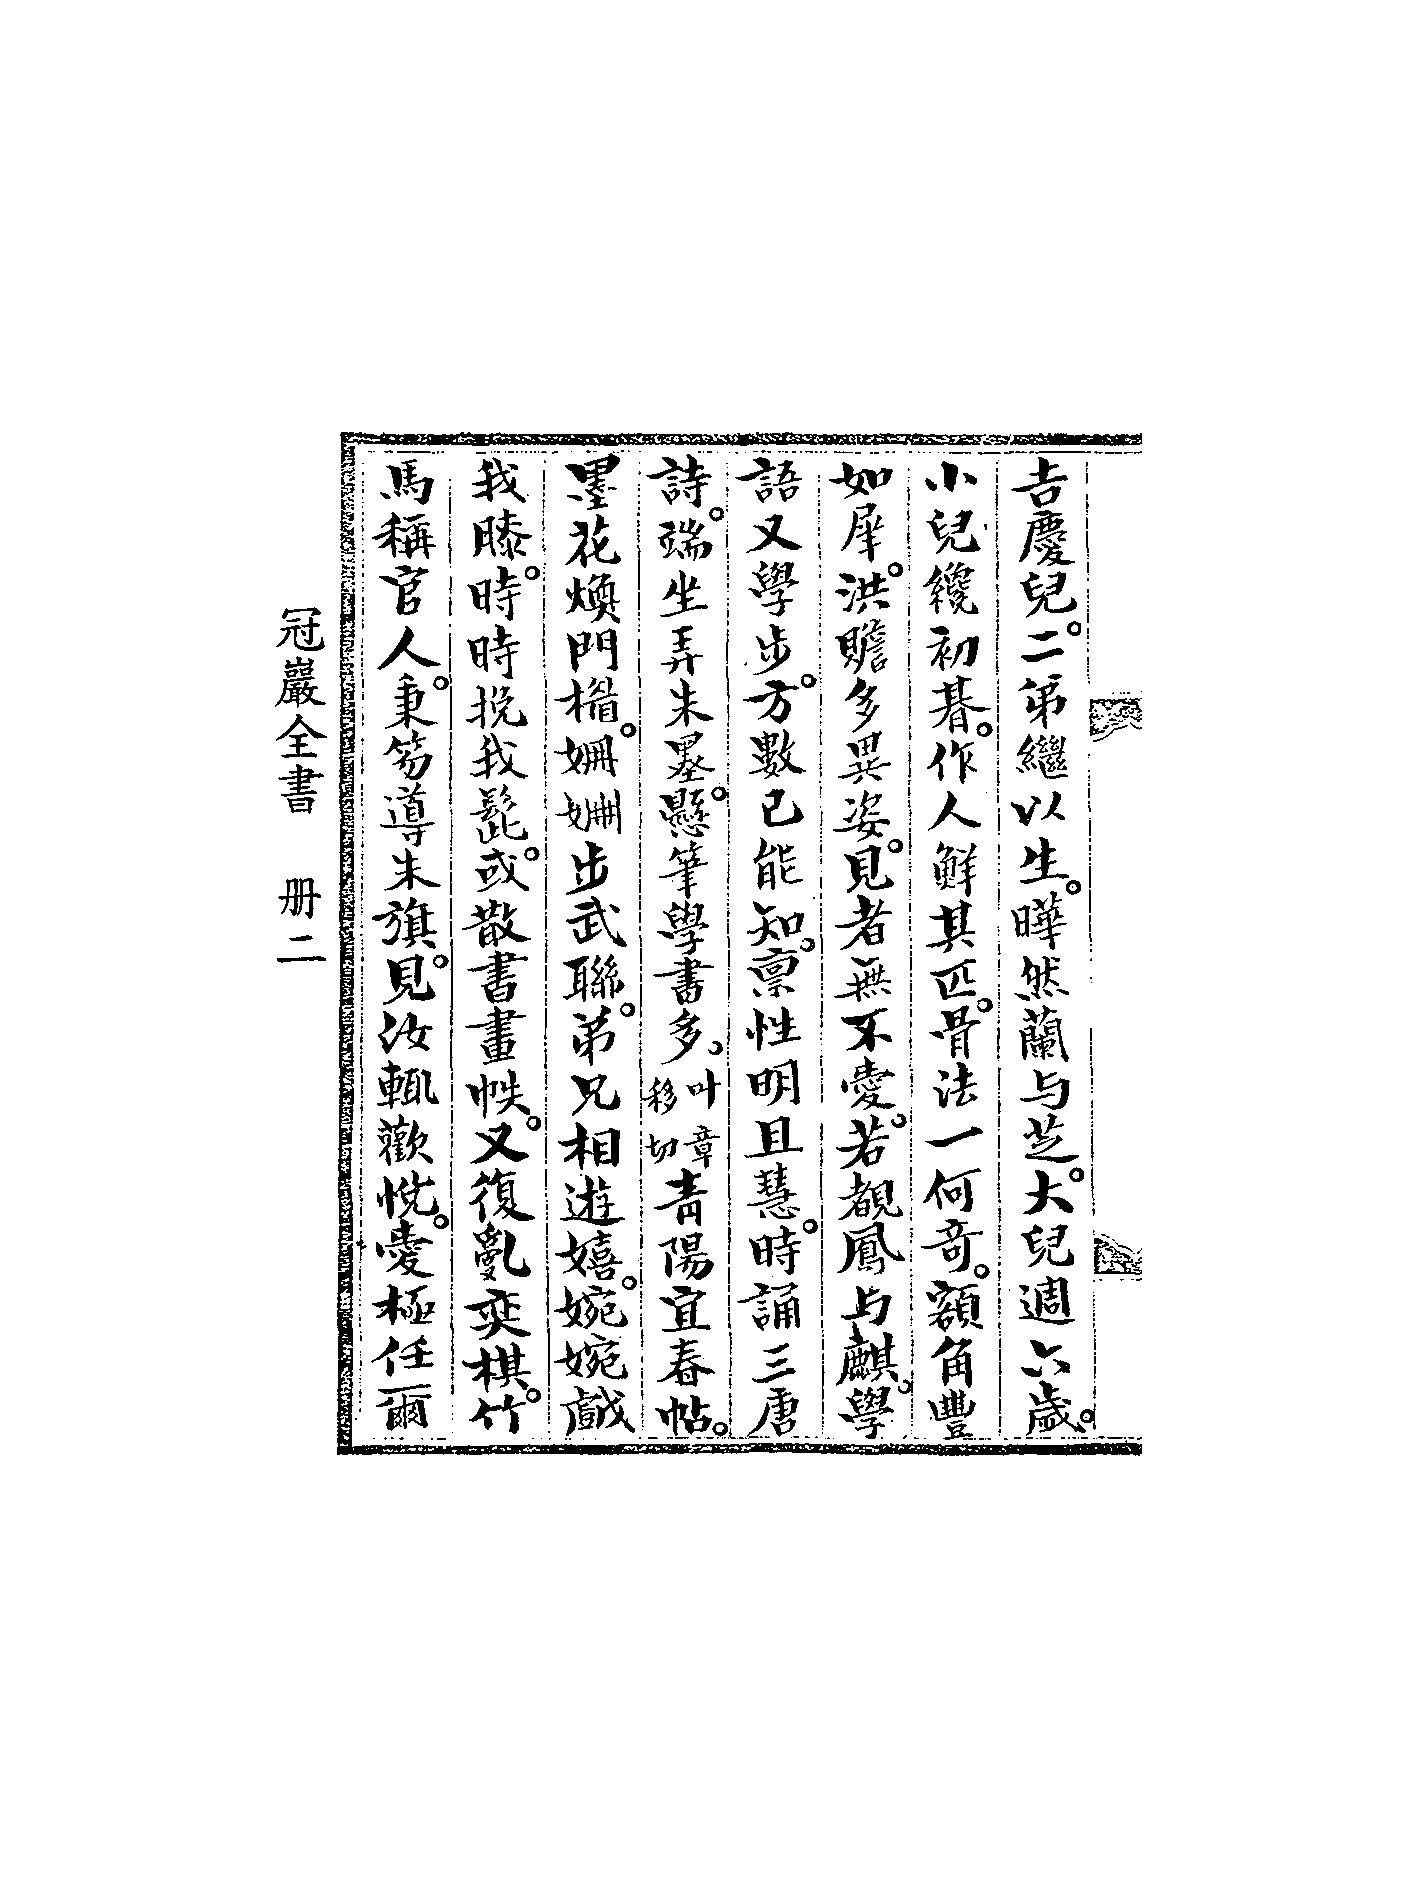 吉慶兒。二弟繼以生。曄然蘭与芝。大兒週六歲。
小兒纔初朞。作人鮮其匹。骨法一何奇。額角豐
如犀。洪贍多異姿。見者無不愛。若覩鳳与麒。學
語又學步。方數已能知。禀性明且慧。時誦三唐
詩。端坐弄朱墨。懸筆學書多。叶章移切青陽宜春帖。
墨花煥門楣。姍姍步武聯。弟兄相遊嬉。婉婉戲
我膝。時時挽我髭。或散書畫帙。又復亂奕棋。竹
馬稱官人。秉笏導朱旗。見汝輒歡悅。愛極任爾
冠巖全書 册二